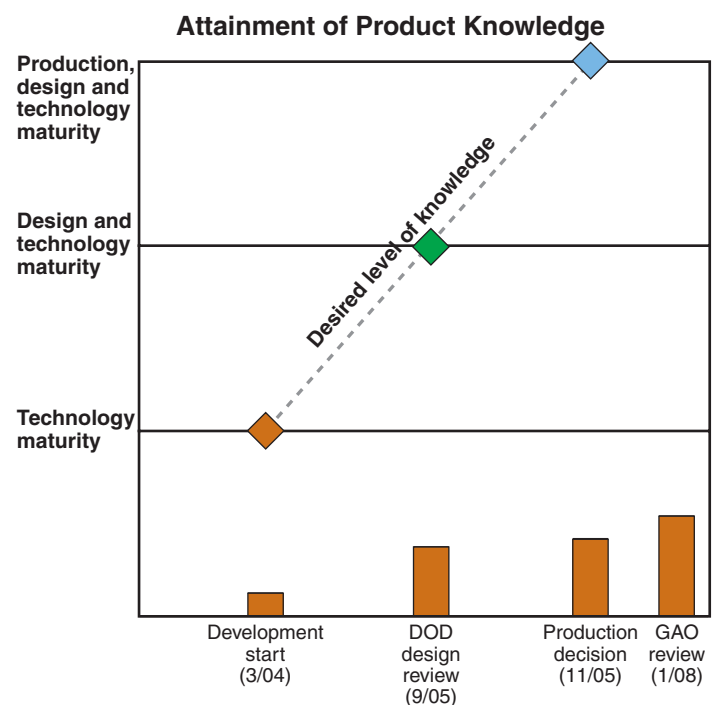 Attainment of Product Knowledge
Production,
design and
technology
maturity
Design and
technology
maturity
Technology
maturity
Desired level of knowledge
Development
start
(3/04)
DOD
design
review
(9/05)
Production
decision
(11/05)
GAO
review
(1/08)